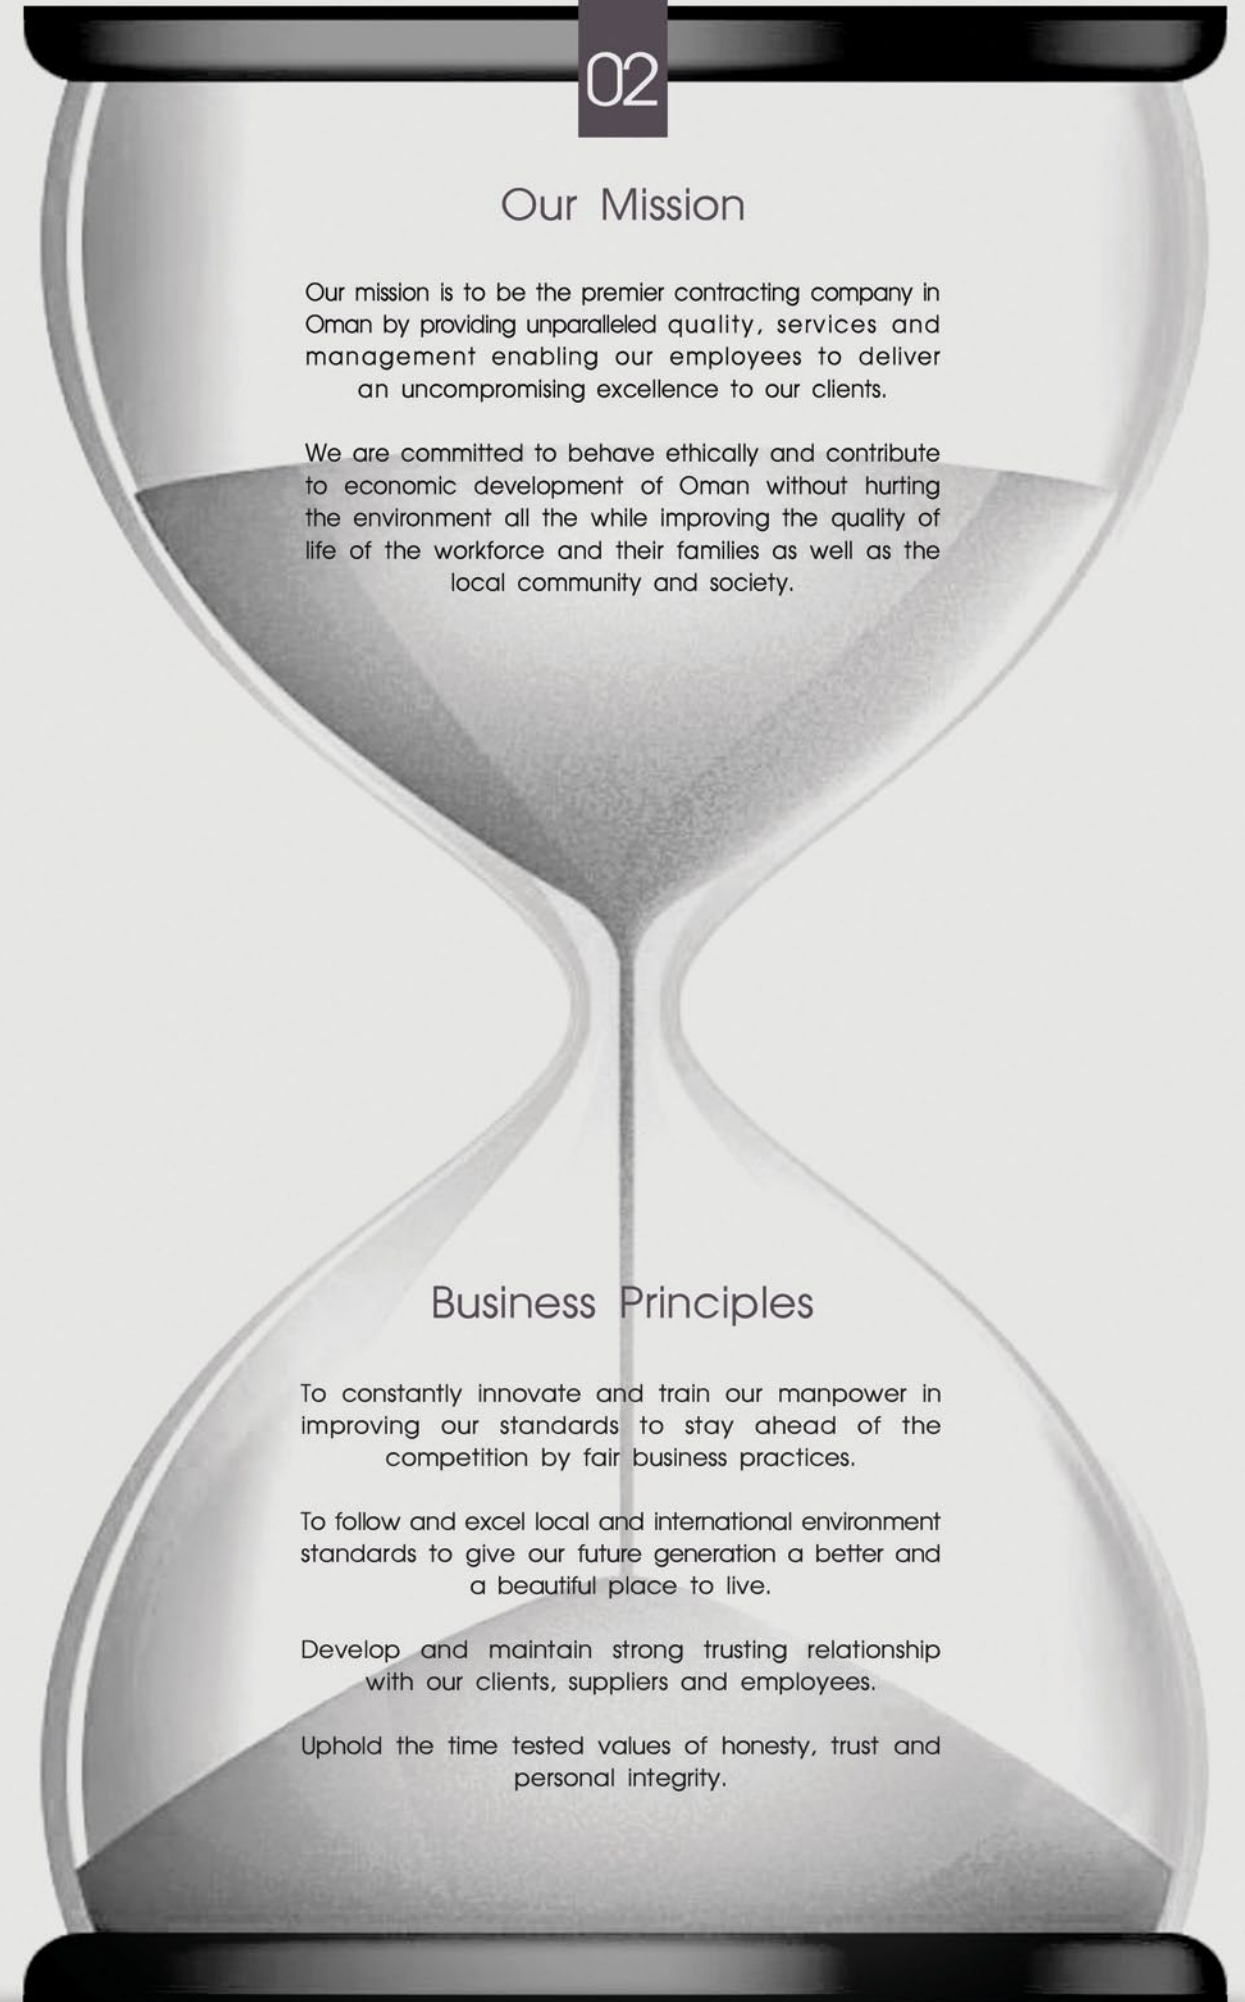 02
Our Mission
Our mission is to be the premier contracting company in
Oman by providing unparalleled quality, services and
management enabling our employees to deliver
an uncompromising excellence to our clients.
We are committed to behave ethically and contribute
to economic development of Oman without hurting
the environment all the while improving the quality of
life of the workforce and their families as well as the
local community and society.
Business Principles
To constantly innovate and train our manpower in
improving our standards to stay ahead of the
competition by fair business practices.
To follow and excel local and international environment
standards to give our future generation a better and
a beautiful place to live.
Develop and maintain strong trusting relationship
with our clients, suppliers and employees.
Uphold the time tested values of honesty, trust and
personal integrity.